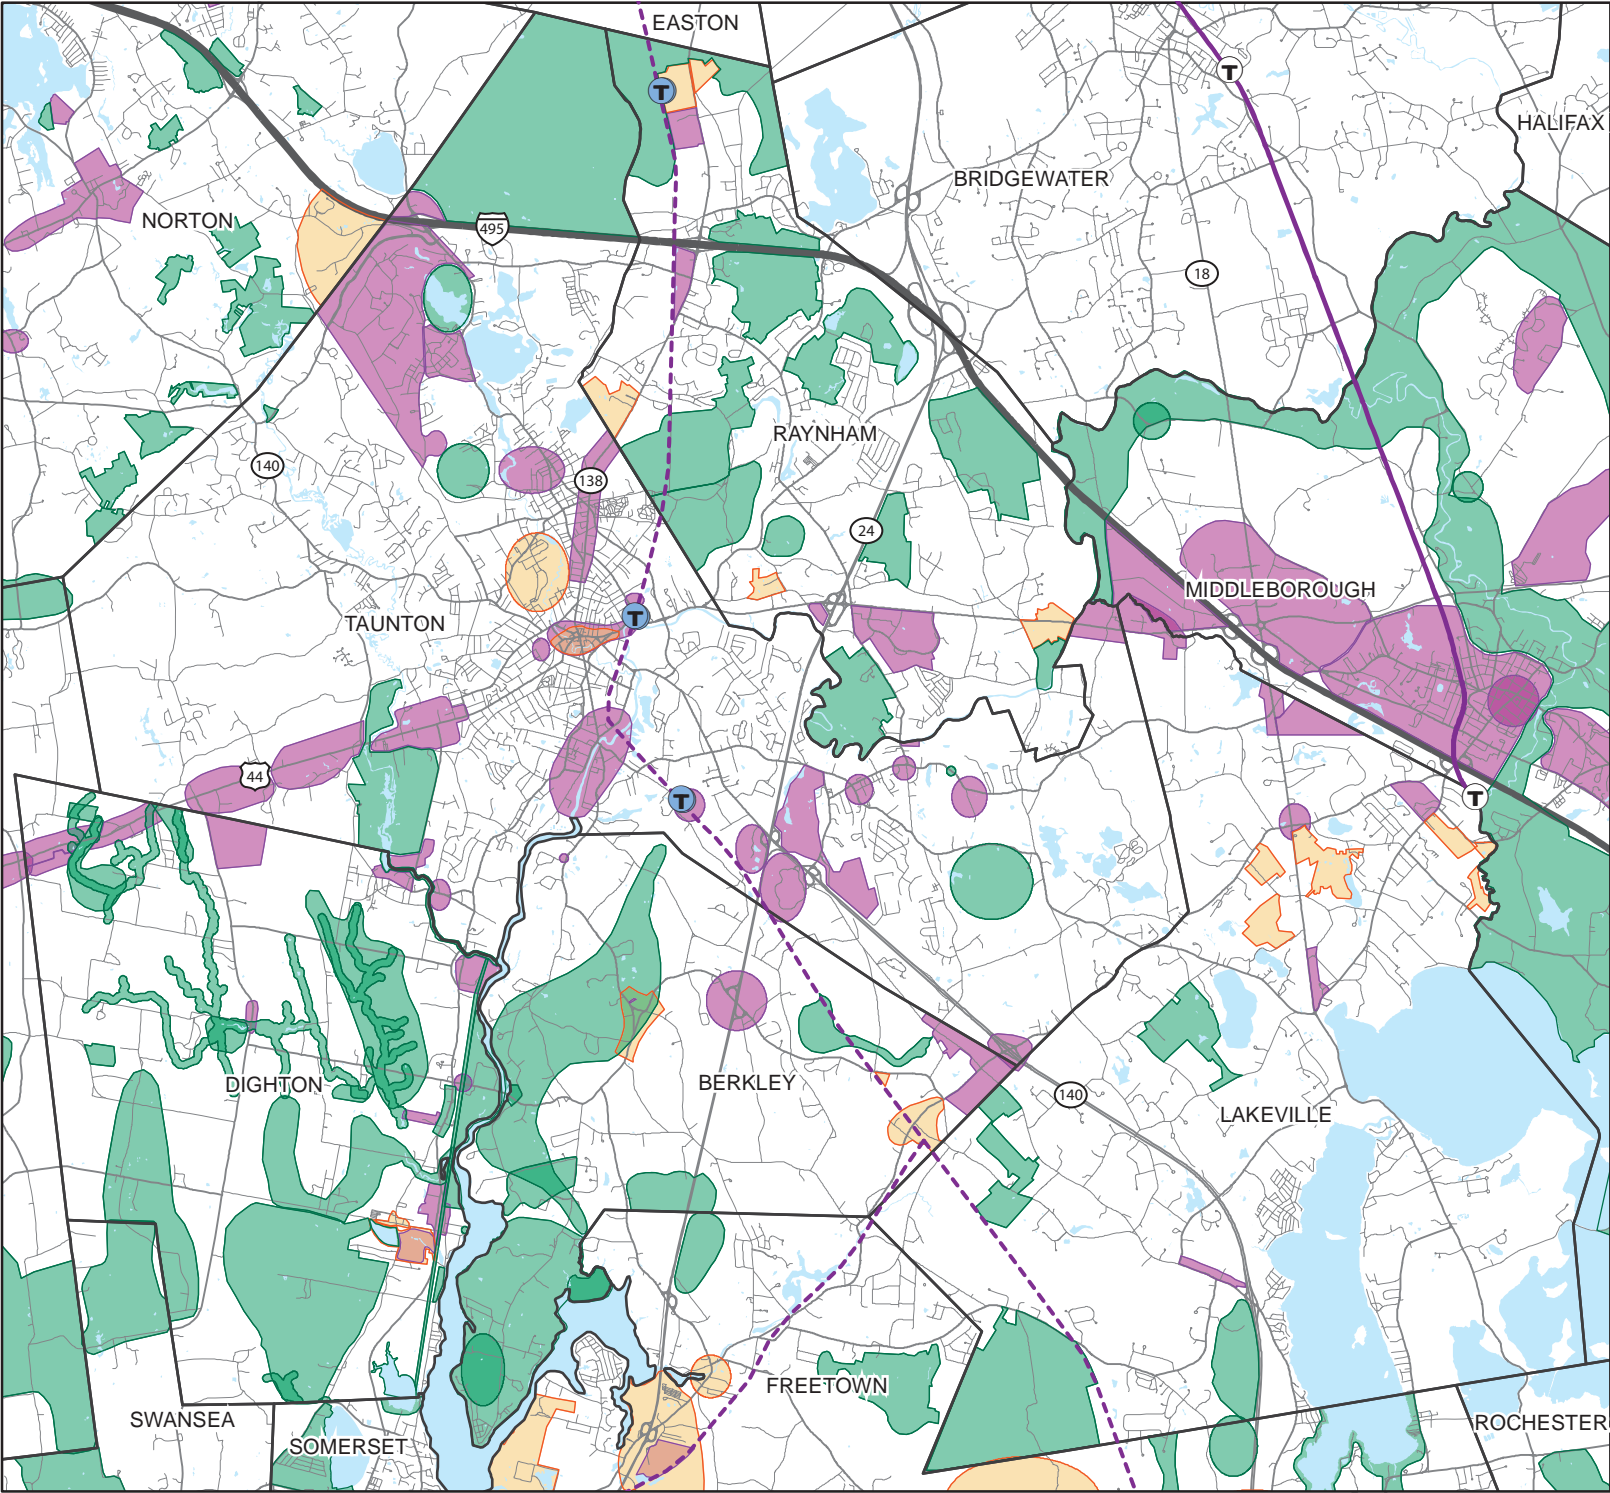 EASTON
T
T
HALIFAX
BRIDGEWATER
NORTON
495
18
RAYNHAM
140
138
24
MIDDLEBOROUGH
T
TAUNTON
44
T
T
DIGHTON
BERKLEY
140
LAKEVILLE
FREETOWN
SWANSEA
ROCHESTER
SOMERSET